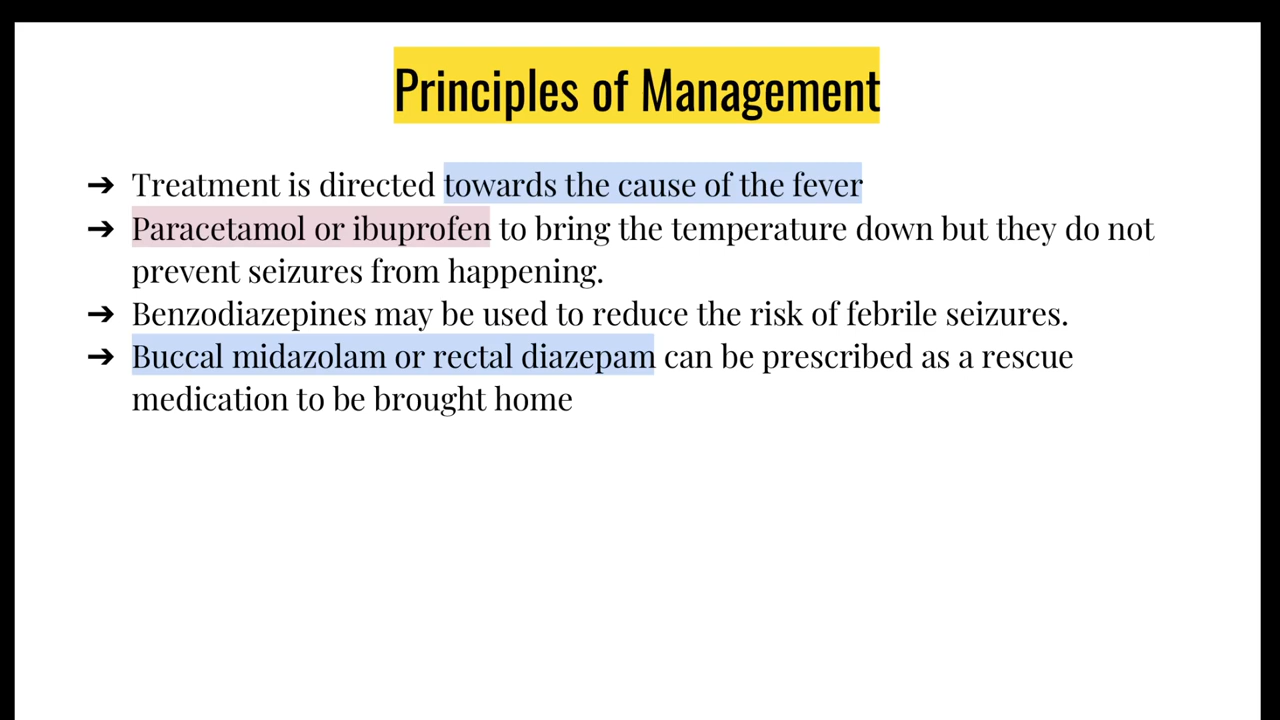 Principles of Management
➔ Treatment is directed towards the cause of the fever
➔ Paracetamol or ibuprofen to bring the temperature down but they do not
prevent seizures from happening.
➔ Benzodiazepines may be used to reduce the risk of febrile seizures.
➔ Buccal midazolam or rectal diazepam can be prescribed as a rescue
medication to be brought home